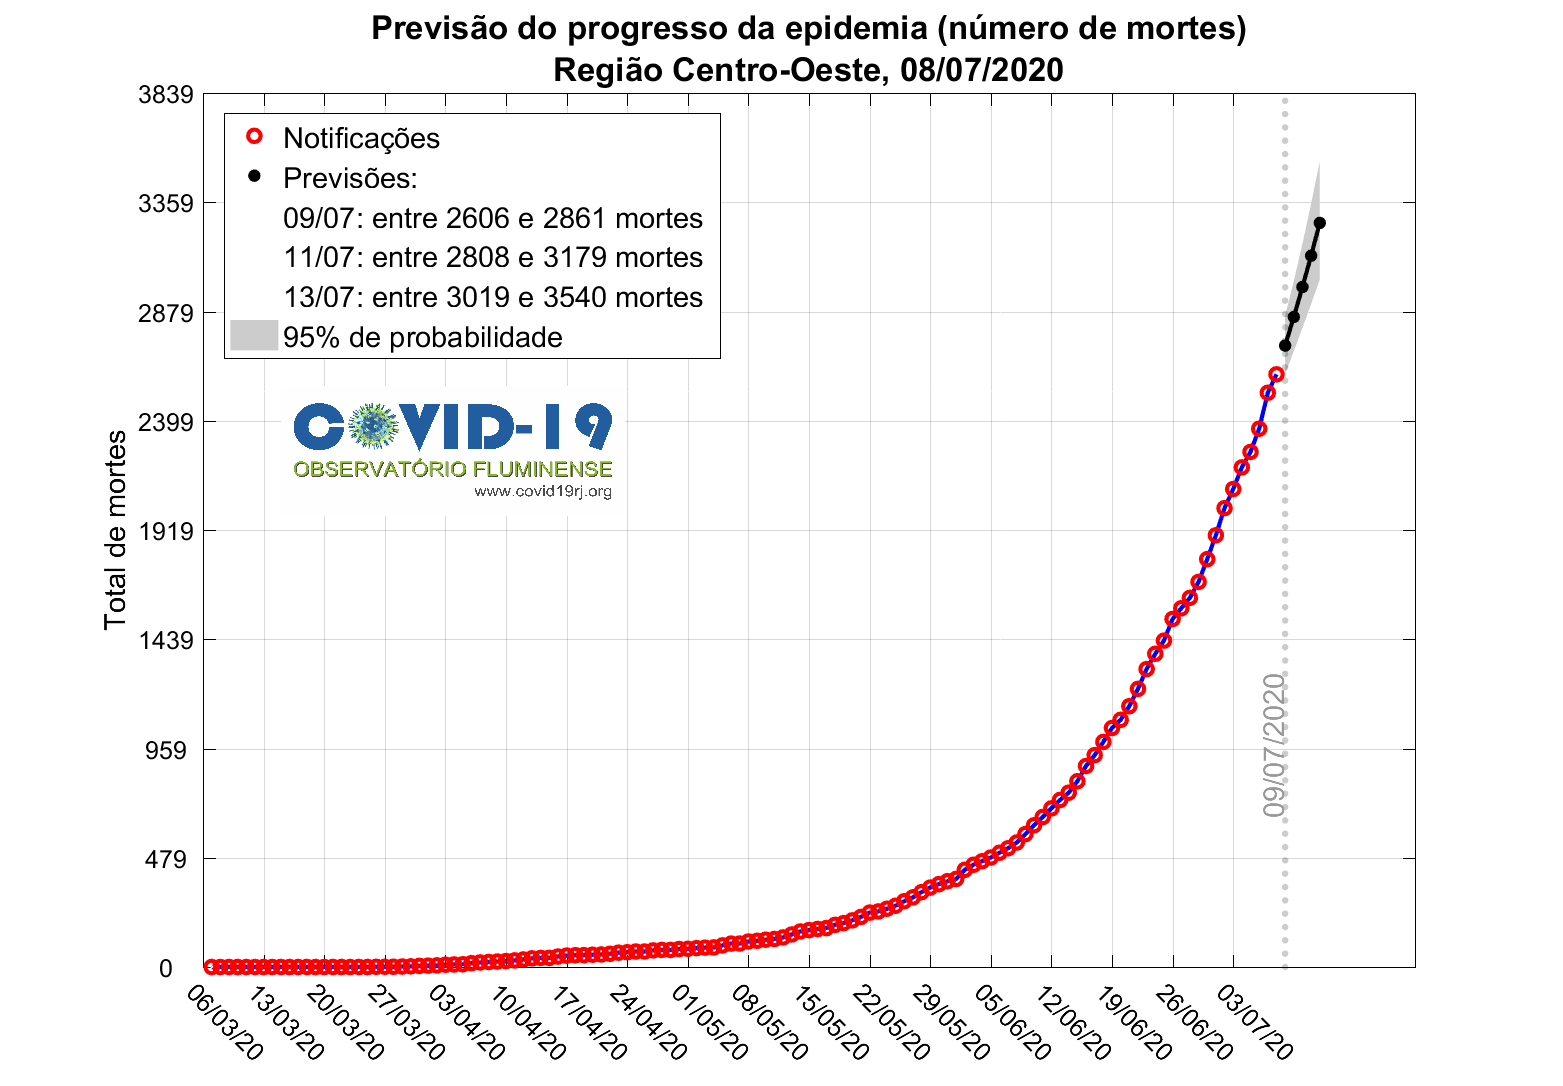 Previsão do progresso da epidemia (número de mortes)
Região Centro-Oeste, 08/07/2020
Notificações
Previsões:
09/07: entre 2606 e 2861 mortes
11/07: entre 2808 e 3179 mortes
13/07: entre 3019 e 3540 mortes
95% de probabilidade
COVID-19
OBSERVATÓRIO FLUMINENSE
www.covid19rj.org
Total de mortes
3839
3359
2879
2399
1919
1439
959
479
0
09/07/2020
06/03/20
13/03/20
20/03/20
27/03/20
03/04/20
10/04/20
17/04/20
24/04/20
01/05/20
08/05/20
15/05/20
22/05/20
29/05/20
05/06/20
12/06/20
19/06/20
26/06/20
03/07/20